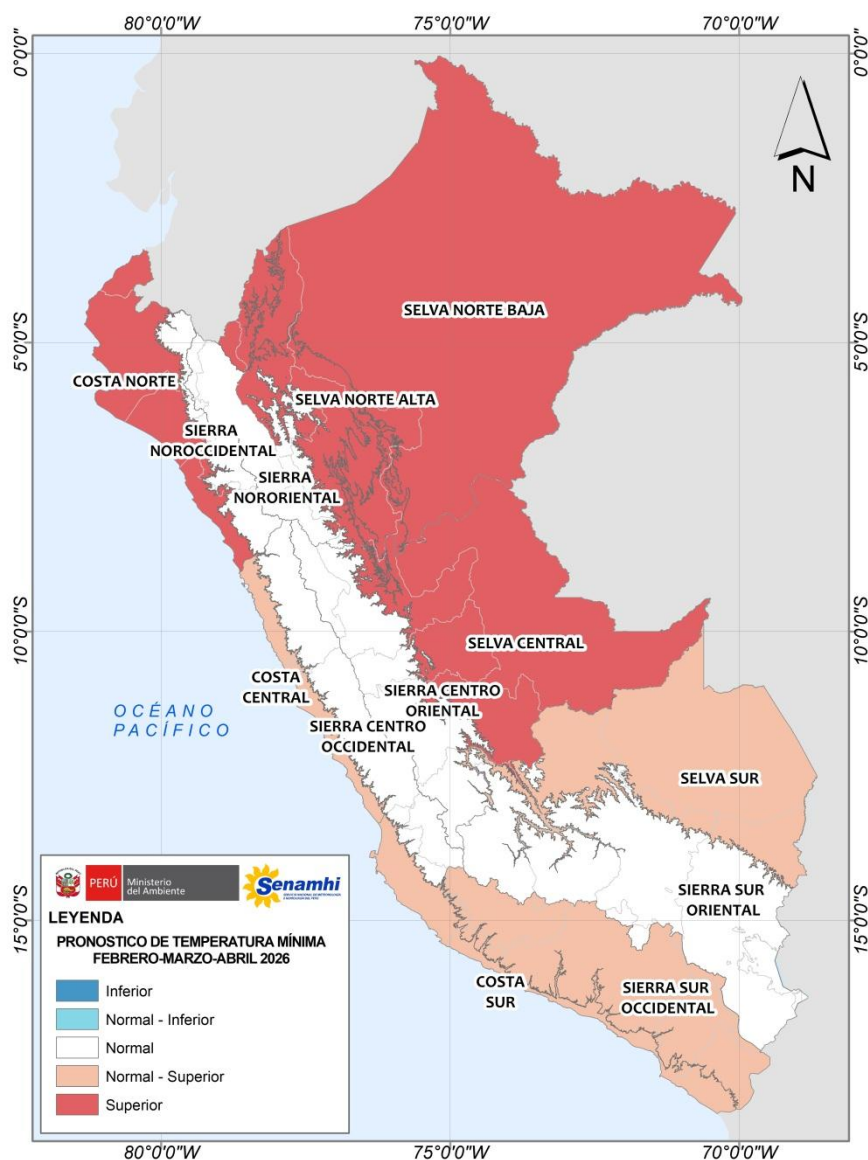 80°0'0"W 75°0'0"W 70°0'0"W
0°0'0" 0°0'0"
N
SELVA NORTE BAJA
5°0'0"S 5°0'0"S
COSTA NORTE
SELVA NORTE ALTA
SIERRA
NOROCCIDENTAL
SIERRA
NORORIENTAL
10°0'0"S 10°0'0"S
SELVA CENTRAL
COSTA
CENTRAL
SIERRA CENTRO
ORIENTAL
OCÉANO
PACÍFICO
SIERRA CENTRO
OCCIDENTAL
SELVA SUR
SIERRA SUR
ORIENTAL
15°0'0"S 15°0'0"S
COSTA
SUR
SIERRA SUR
OCCIDENTAL
PERÚ
Ministerio
del Ambiente
Senamhi
LEYENDA
PRONOSTICO DE TEMPERATURA MÍNIMA
FEBRERO-MARZO-ABRIL 2026
Inferior
Normal - Inferior
Normal
Normal - Superior
Superior
80°0'0"W 75°0'0"W 70°0'0"W